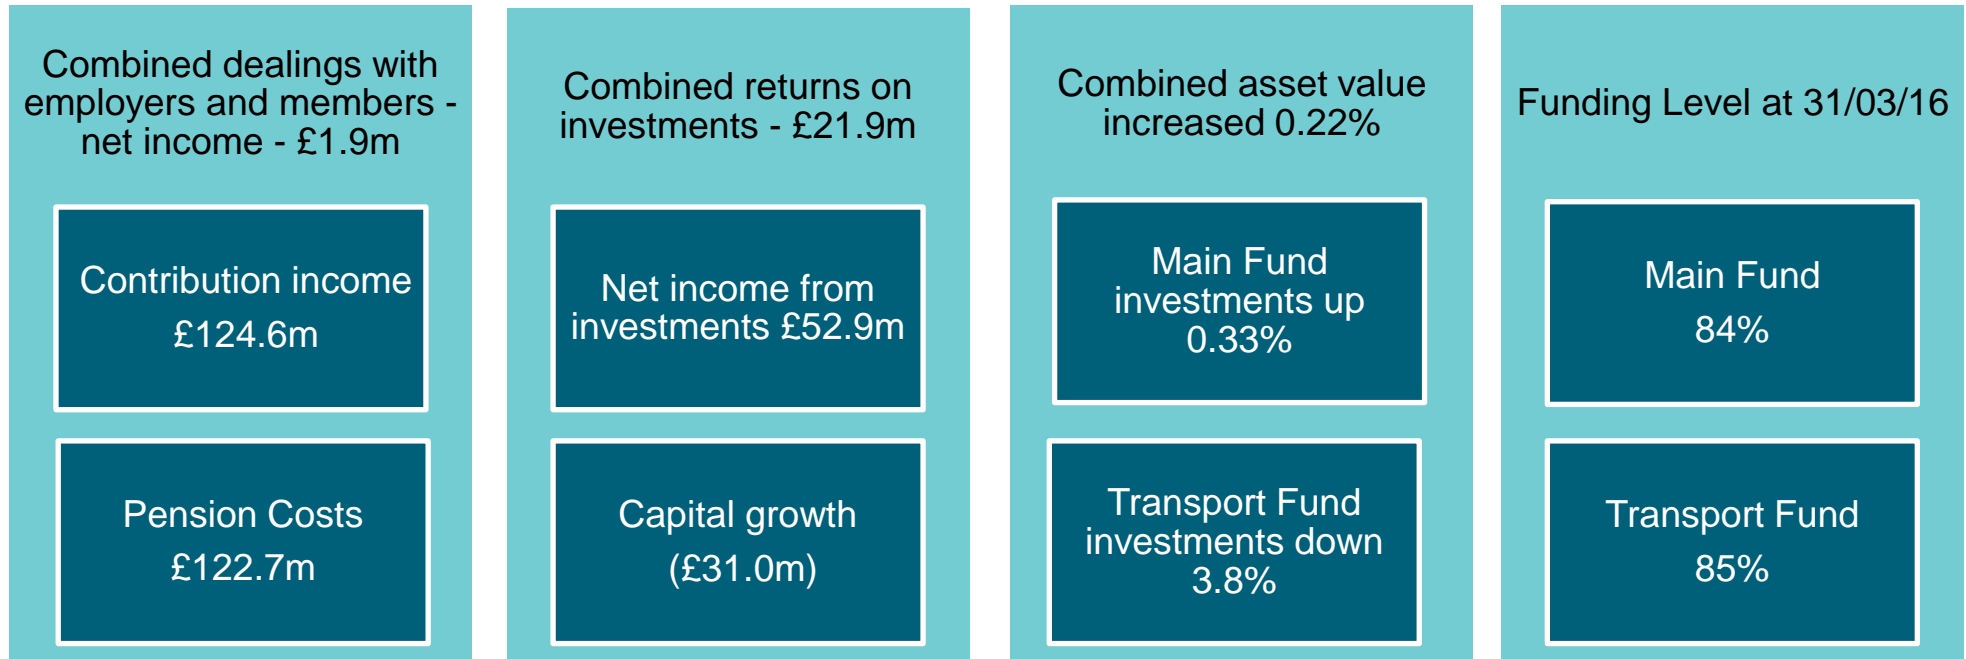 Combined dealings with
employers and members -
net income - £1.9m
Contribution income
£124.6m
Pension Costs
£122.7m
Combined returns on
investments - £21.9m
Net income from
investments £52.9m
Capital growth
(£31.0m)
Combined asset value
increased 0.22%
Main Fund
investments up
0.33%
Transport Fund
investments down
3.8%
Funding Level at 31/03/16
Main Fund
84%
Transport Fund
85%